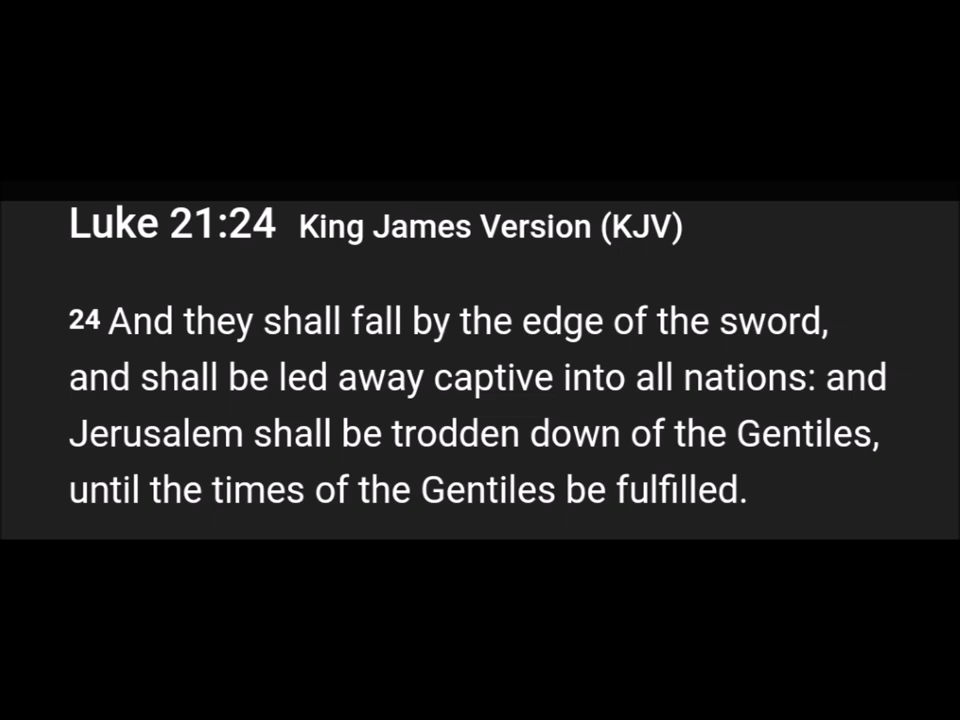 Luke 21:24 King James Version (KJV)
24 And they shall fall by the edge of the sword,
and shall be led away captive into all nations: and
Jerusalem shall be trodden down of the Gentiles,
until the times of the Gentiles be fulfilled.